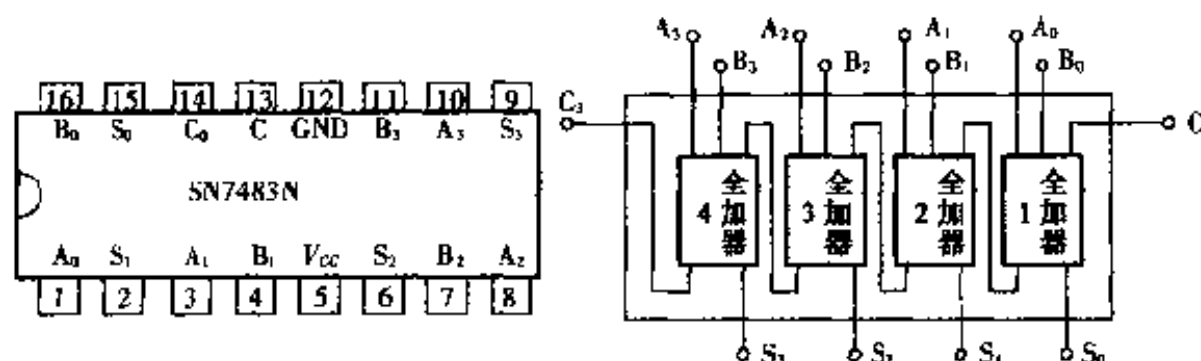 16 15 14 13 12 11 10 9
B₀ S₀ C₀ C GND B₃ A₃ S₃
SN7483N
A₀ S₁ A₁ B₁ V_CC S₂ B₂ A₂
1 2 3 4 5 6 7 8
A₃ A₂ A₁ A₀
B₃ B₂ B₁ B₀
C₃ C
4 全加器 3 全加器 2 全加器 1 全加器
S₃ S₂ S₁ S₀